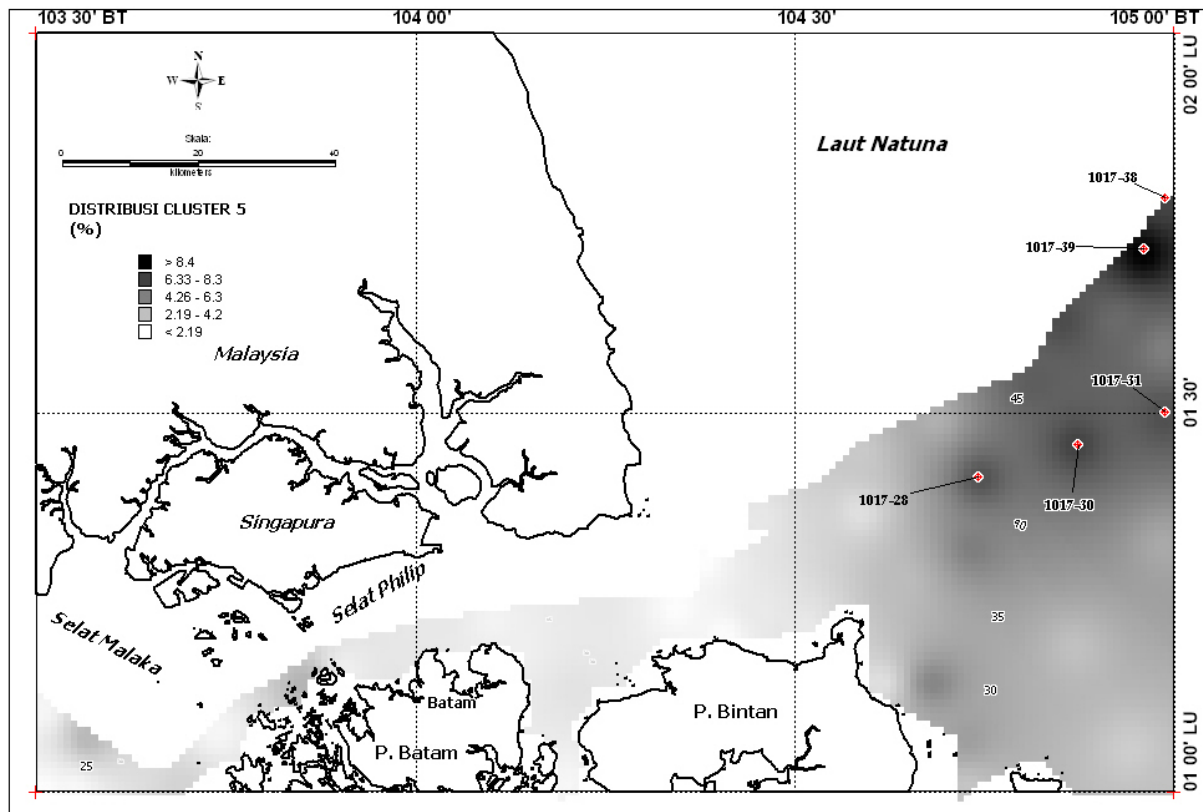 103 30' BT
104 00'
104 30'
105 00' BT
02 00' LU
N
W E
S
Skala:
0 20 40
kilometers
Laut Natuna
1017-38
DISTRIBUSI CLUSTER 5
(%)
1017-39
> 8.4
6.33 - 8.3
4.26 - 6.3
2.19 - 4.2
< 2.19
Malaysia
1017-31
45
01 30'
1017-28
1017-30
Singapura
Selat Philip
35
Selat Malaka
30
Batam
P. Bintan
P. Batam
25
01 00' LU